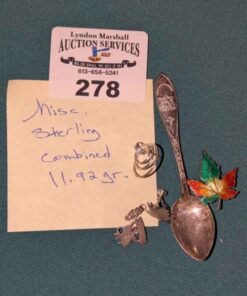 Lyndon Marshall
AUCTION SERVICES
613-658-5241
278
Misc.
Sterling
combined
11.92gr.